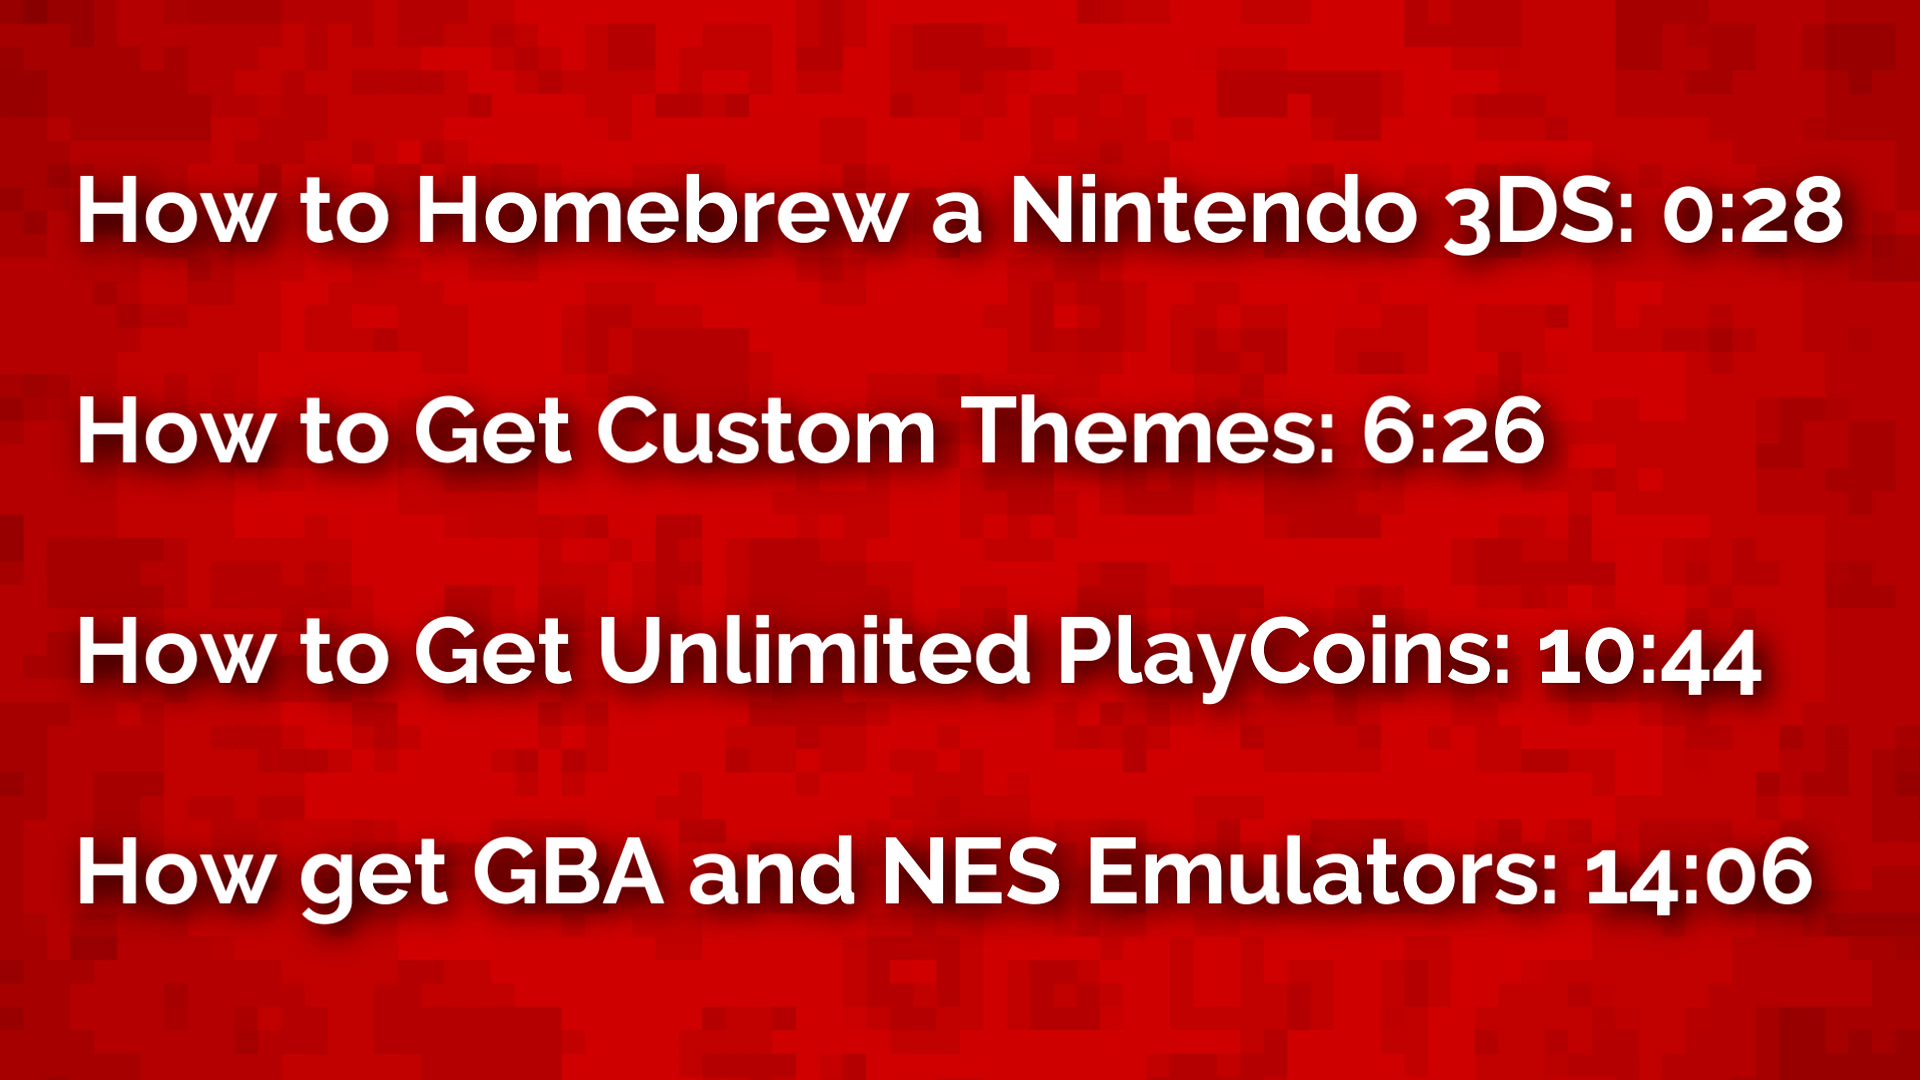 How to Homebrew a Nintendo 3DS: 0:28
How to Get Custom Themes: 6:26
How to Get Unlimited PlayCoins: 10:44
How get GBA and NES Emulators: 14:06